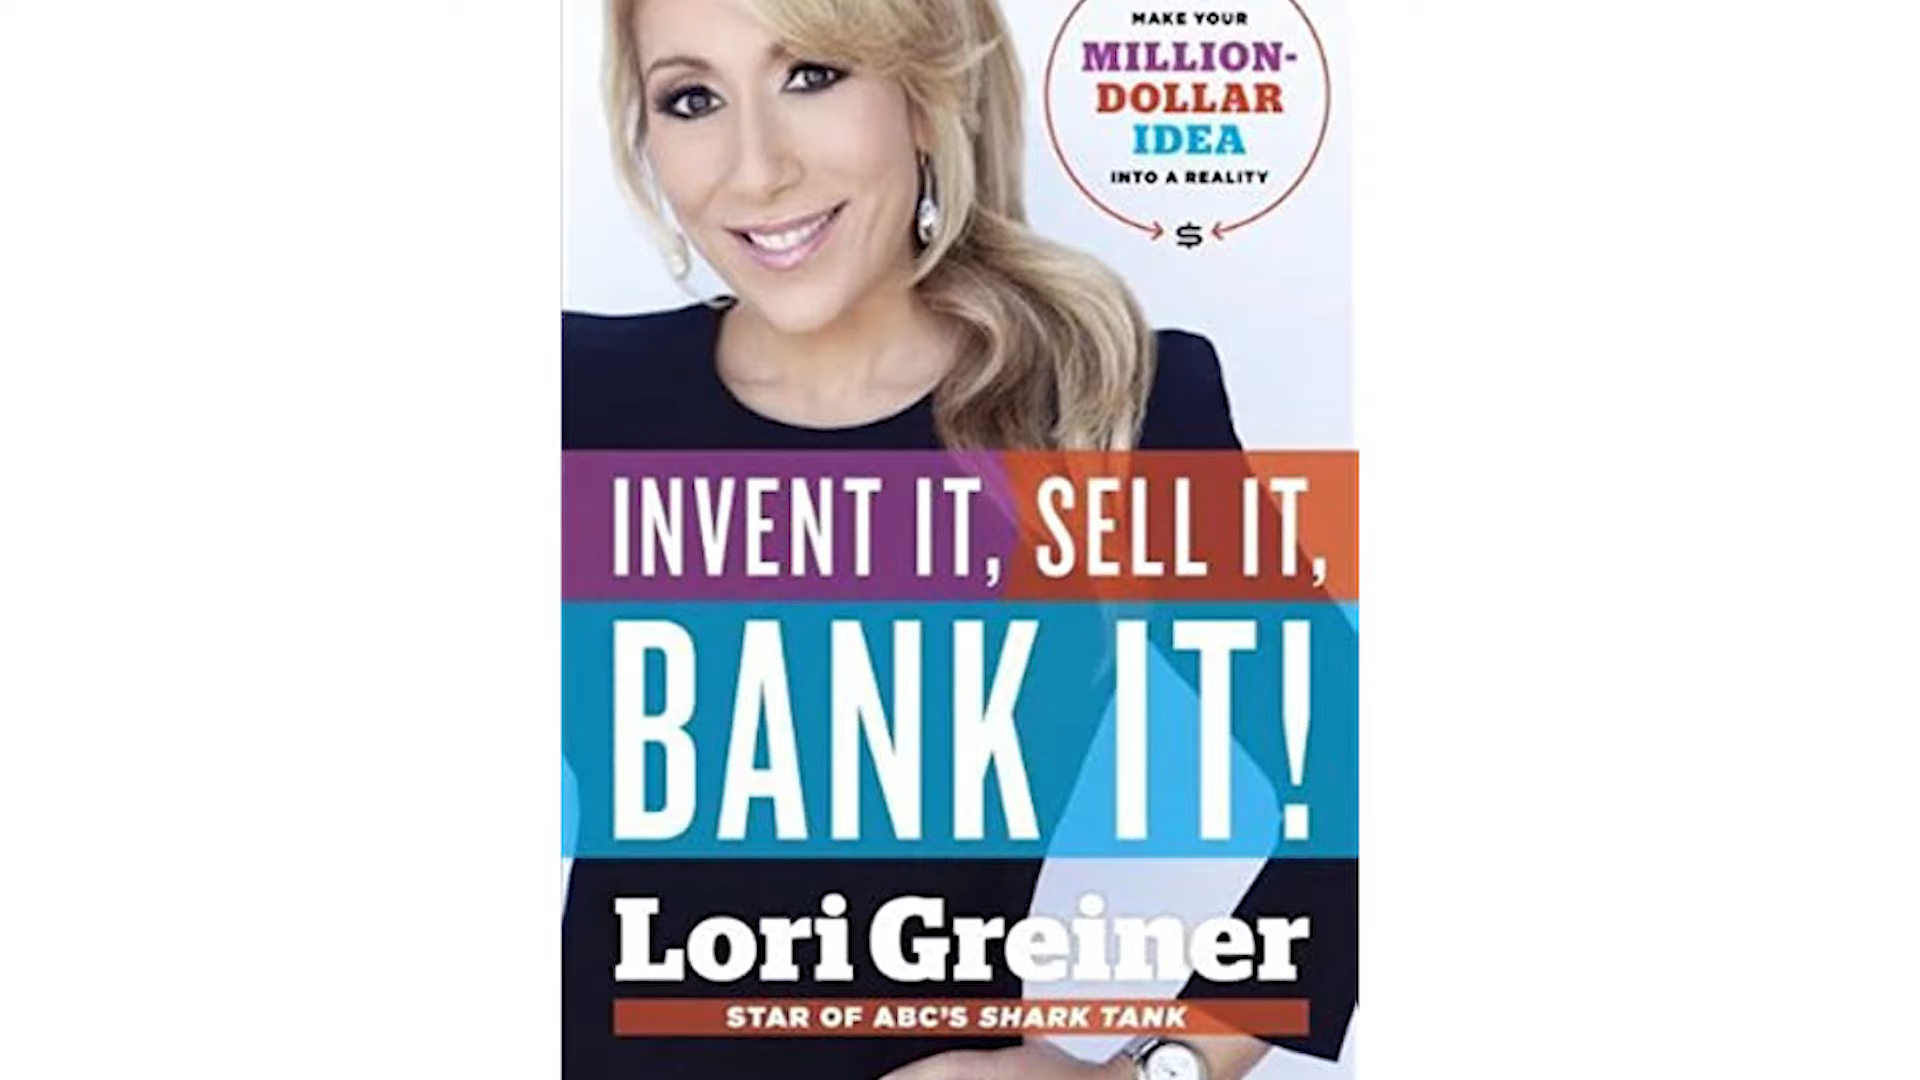 MAKE YOUR
MILLION-
DOLLAR
IDEA
INTO A REALITY
$
INVENT IT, SELL IT,
BANK IT!
Lori Greiner
STAR OF ABC'S SHARK TANK